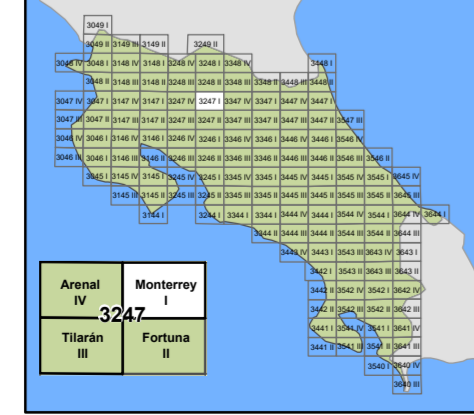 3049 I
3049 II 3149 III 3149 II 3249 II
3048 IV 3048 I 3148 IV 3148 I 3248 IV 3248 I 3348 IV 3448 I
3048 II 3148 III 3148 II 3248 III 3248 II 3348 III 3348 II 3448 III 3448 II
3047 IV 3047 I 3147 IV 3147 I 3247 IV 3247 I 3347 IV 3347 I 3447 IV 3447 I
3047 III 3047 II 3147 III 3147 II 3247 III 3247 II 3347 III 3347 II 3447 III 3447 II 3547 III
3046 IV 3046 I 3146 IV 3146 I 3246 IV 3246 I 3346 IV 3346 I 3446 IV 3446 I 3546 IV
3046 III 3046 II 3146 III 3146 II 3246 III 3246 II 3346 III 3346 II 3446 III 3446 II 3546 III 3546 II
3045 I 3145 IV 3145 I 3245 IV 3245 I 3345 IV 3345 I 3445 IV 3445 I 3545 IV 3545 I 3645 IV
3145 III 3145 II 3245 III 3245 II 3345 III 3345 II 3445 III 3445 II 3545 III 3545 II 3645 III
3144 I 3244 I 3344 I 3344 I 3444 IV 3444 I 3544 IV 3544 I 3644 IV 3644 I
3344 II 3444 III 3444 II 3544 III 3544 II 3644 III
3443 IV 3443 I 3543 IV 3643 IV 3643 I
3442 I 3543 II 3643 III 3643 II
3442 II 3542 IV 3542 I 3642 IV
3442 II 3542 III 3542 II 3642 III
3441 I 3541 IV 3541 I 3641 IV
3441 II 3541 III 3541 II 3641 III
3540 I 3640 IV
3640 III
Arenal
IV
Monterrey
I
3247
Tilarán
III
Fortuna
II